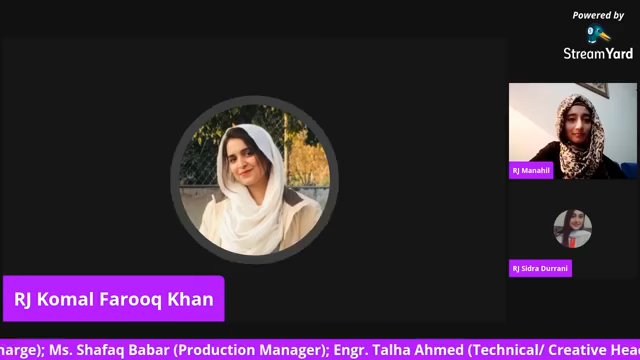 Powered by
StreamYard
RJ Manahil
RJ Sidra Durrani
RJ Komal Farooq Khan
harge); Ms. Shafaq Babar (Production Manager); Engr. Talha Ahmed (Technical/ Creative Hea